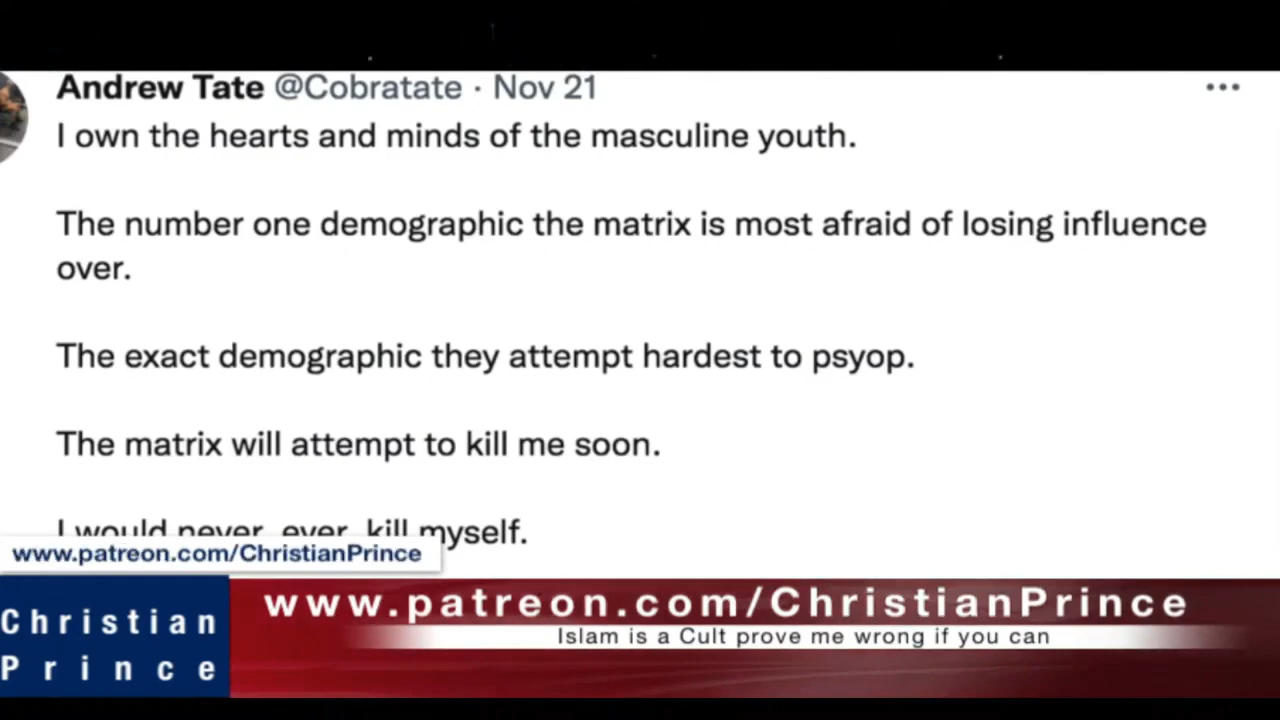 Andrew Tate @Cobratate · Nov 21 •••
I own the hearts and minds of the masculine youth.
The number one demographic the matrix is most afraid of losing influence
over.
The exact demographic they attempt hardest to psyop.
The matrix will attempt to kill me soon.
I would never, ever, kill myself.
www.patreon.com/ChristianPrince
Christian
Prince
www.patreon.com/ChristianPrince
Islam is a Cult prove me wrong if you can